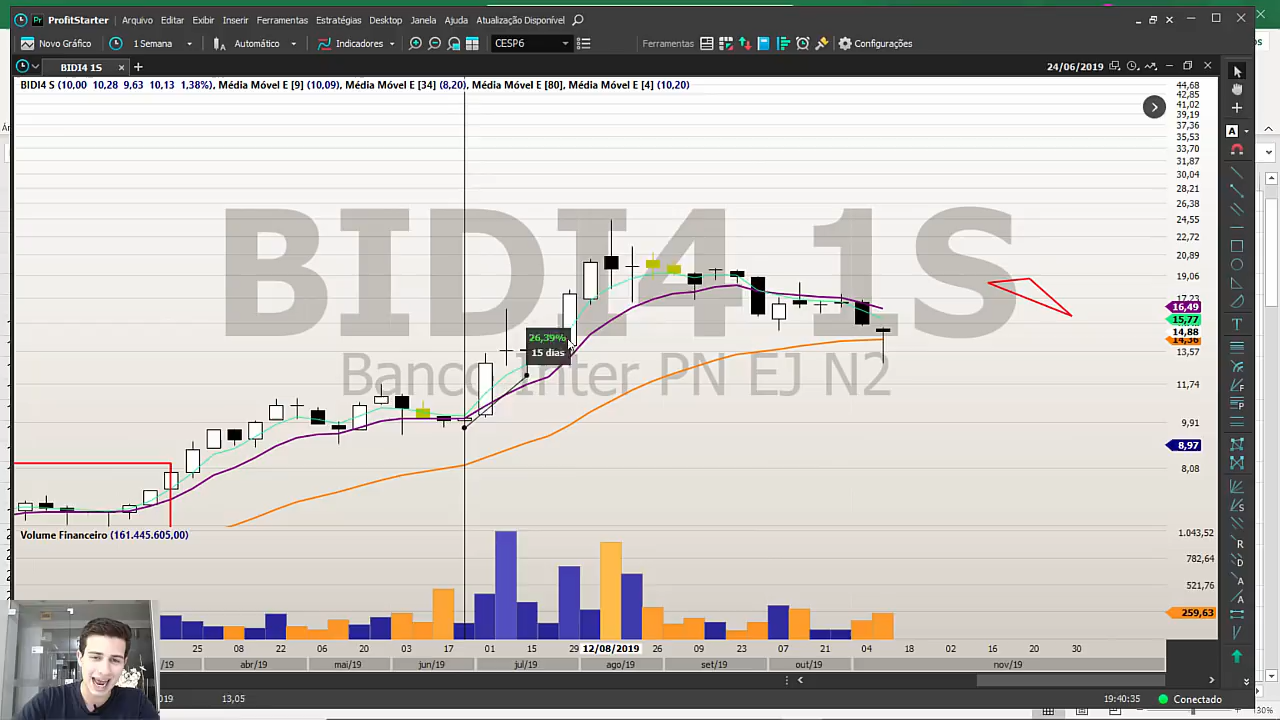 ProfitStarter Arquivo Editar Exibir Inserir Ferramentas Estratégias Desktop Janela Ajuda Atualização Disponível
Novo Gráfico 1 Semana Automático Indicadores CESP6 Ferramentas Configurações
BIDI4 1S 24/06/2019
BIDI4 S (10,00 10,28 9,63 10,13 1,38%), Média Móvel E [9] (10,09), Média Móvel E [34] (8,20), Média Móvel E [80], Média Móvel E [4] (10,20)
44,68
42,85
41,02
39,19
37,36
35,53
33,70
31,87
30,04
28,21
26,38
24,55
22,72
20,89
19,06
17,23
16,49
15,77
14,88
14,36
13,57
11,74
9,91
8,97
8,08
BIDI4 1S
Banco Inter PN EJ N2
26,39%
15 dias
Volume Financeiro (161.445.605,00)
1.043,52
782,64
521,76
259,63
25 08 22 06 20 03 17 01 15 29 12/08/2019 26 09 23 07 21 04 18 02 16 30
/19 abr/19 mai/19 jun/19 jul/19 ago/19 set/19 out/19 nov/19
2019 13,05 19:40:35 Conectado
30%